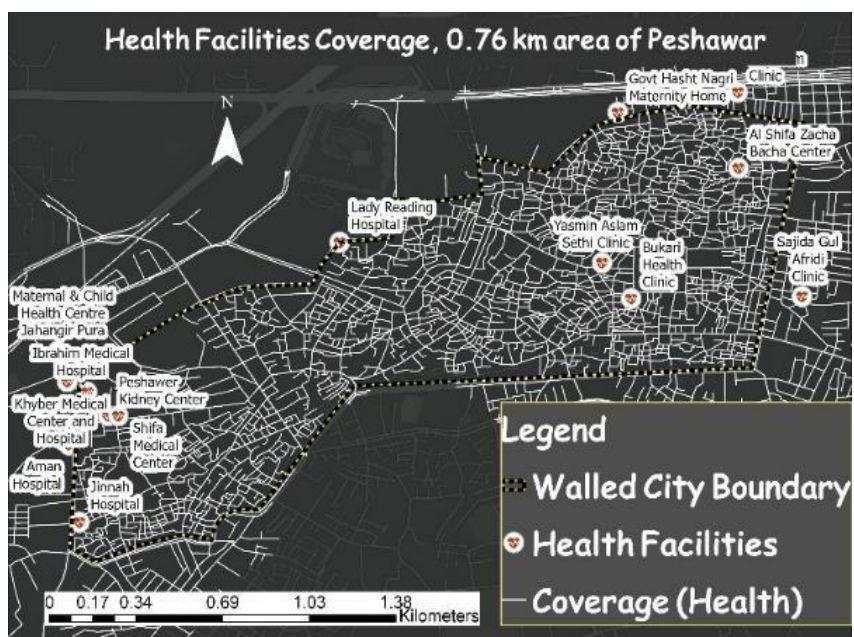 Health Facilities Coverage, 0.76 km area of Peshawar
N
Govt Hasht Nagri
Maternity Home
Clinic
Al Shifa Zacha
Bacha Center
Lady Reading
Hospital
Yasmin Aslam
Sethi Clinic
Bukari
Health
Clinic
Sajida Gul
Afridi
Clinic
Maternal & Child
Health Centre
Jahangir Pura
Ibrahim Medical
Hospital
Peshawer
Kidney Center
Khyber Medical
Center and
Hospital
Shifa
Medical
Center
Aman
Hospital
Jinnah
Hospital
Legend
Walled City Boundary
Health Facilities
Coverage (Health)
0 0.17 0.34 0.69 1.03 1.38
Kilometers